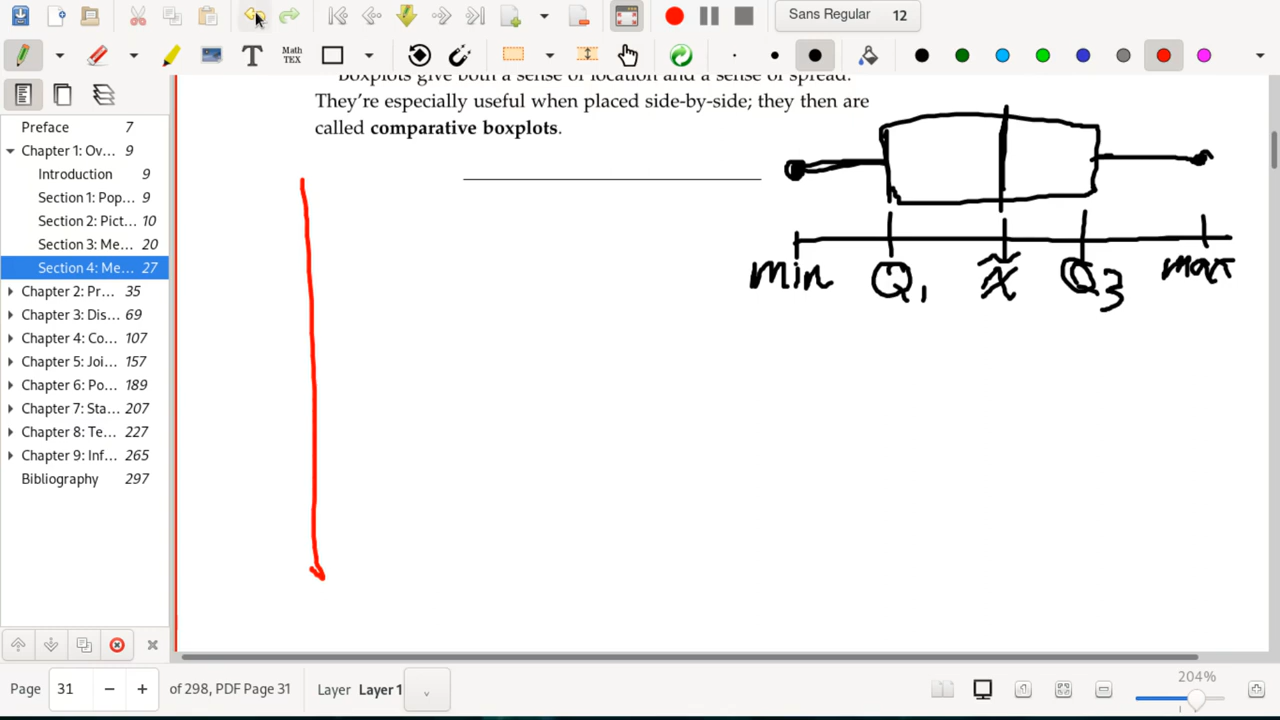 Sans Regular 12
T
Math
TEX
Preface 7
Chapter 1: Ov... 9
Introduction 9
Section 1: Pop... 9
Section 2: Pict... 10
Section 3: Me... 20
Section 4: Me... 27
Chapter 2: Pr... 35
Chapter 3: Dis... 69
Chapter 4: Co... 107
Chapter 5: Joi... 157
Chapter 6: Po... 189
Chapter 7: Sta... 207
Chapter 8: Te... 227
Chapter 9: Inf... 265
Bibliography 297
Boxplots give both a sense of location and a sense of spread.
They're especially useful when placed side-by-side; they then are
called comparative boxplots.
min Q1 x̃ Q3 max
Page 31 of 298, PDF Page 31 Layer Layer 1
204%